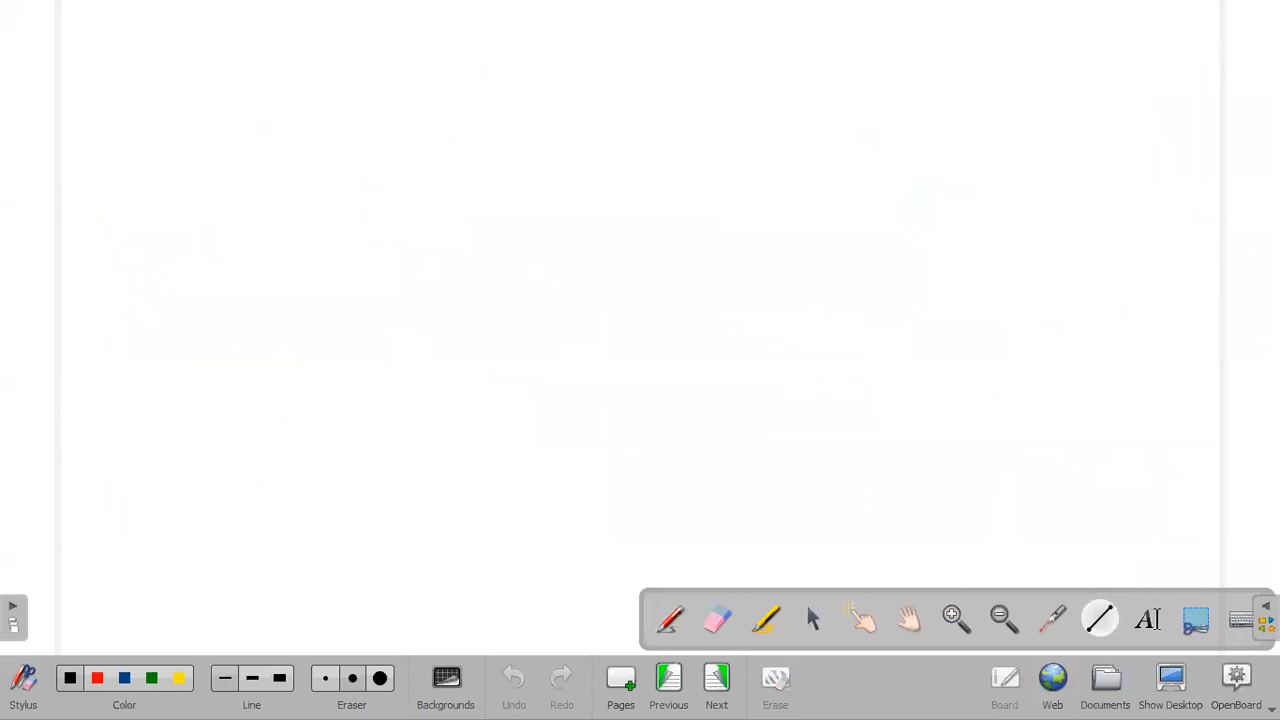 Stylus
Color
Line
Eraser
Backgrounds
Undo
Redo
Pages
Previous
Next
Erase
Board
Web
Documents
Show Desktop
OpenBoard